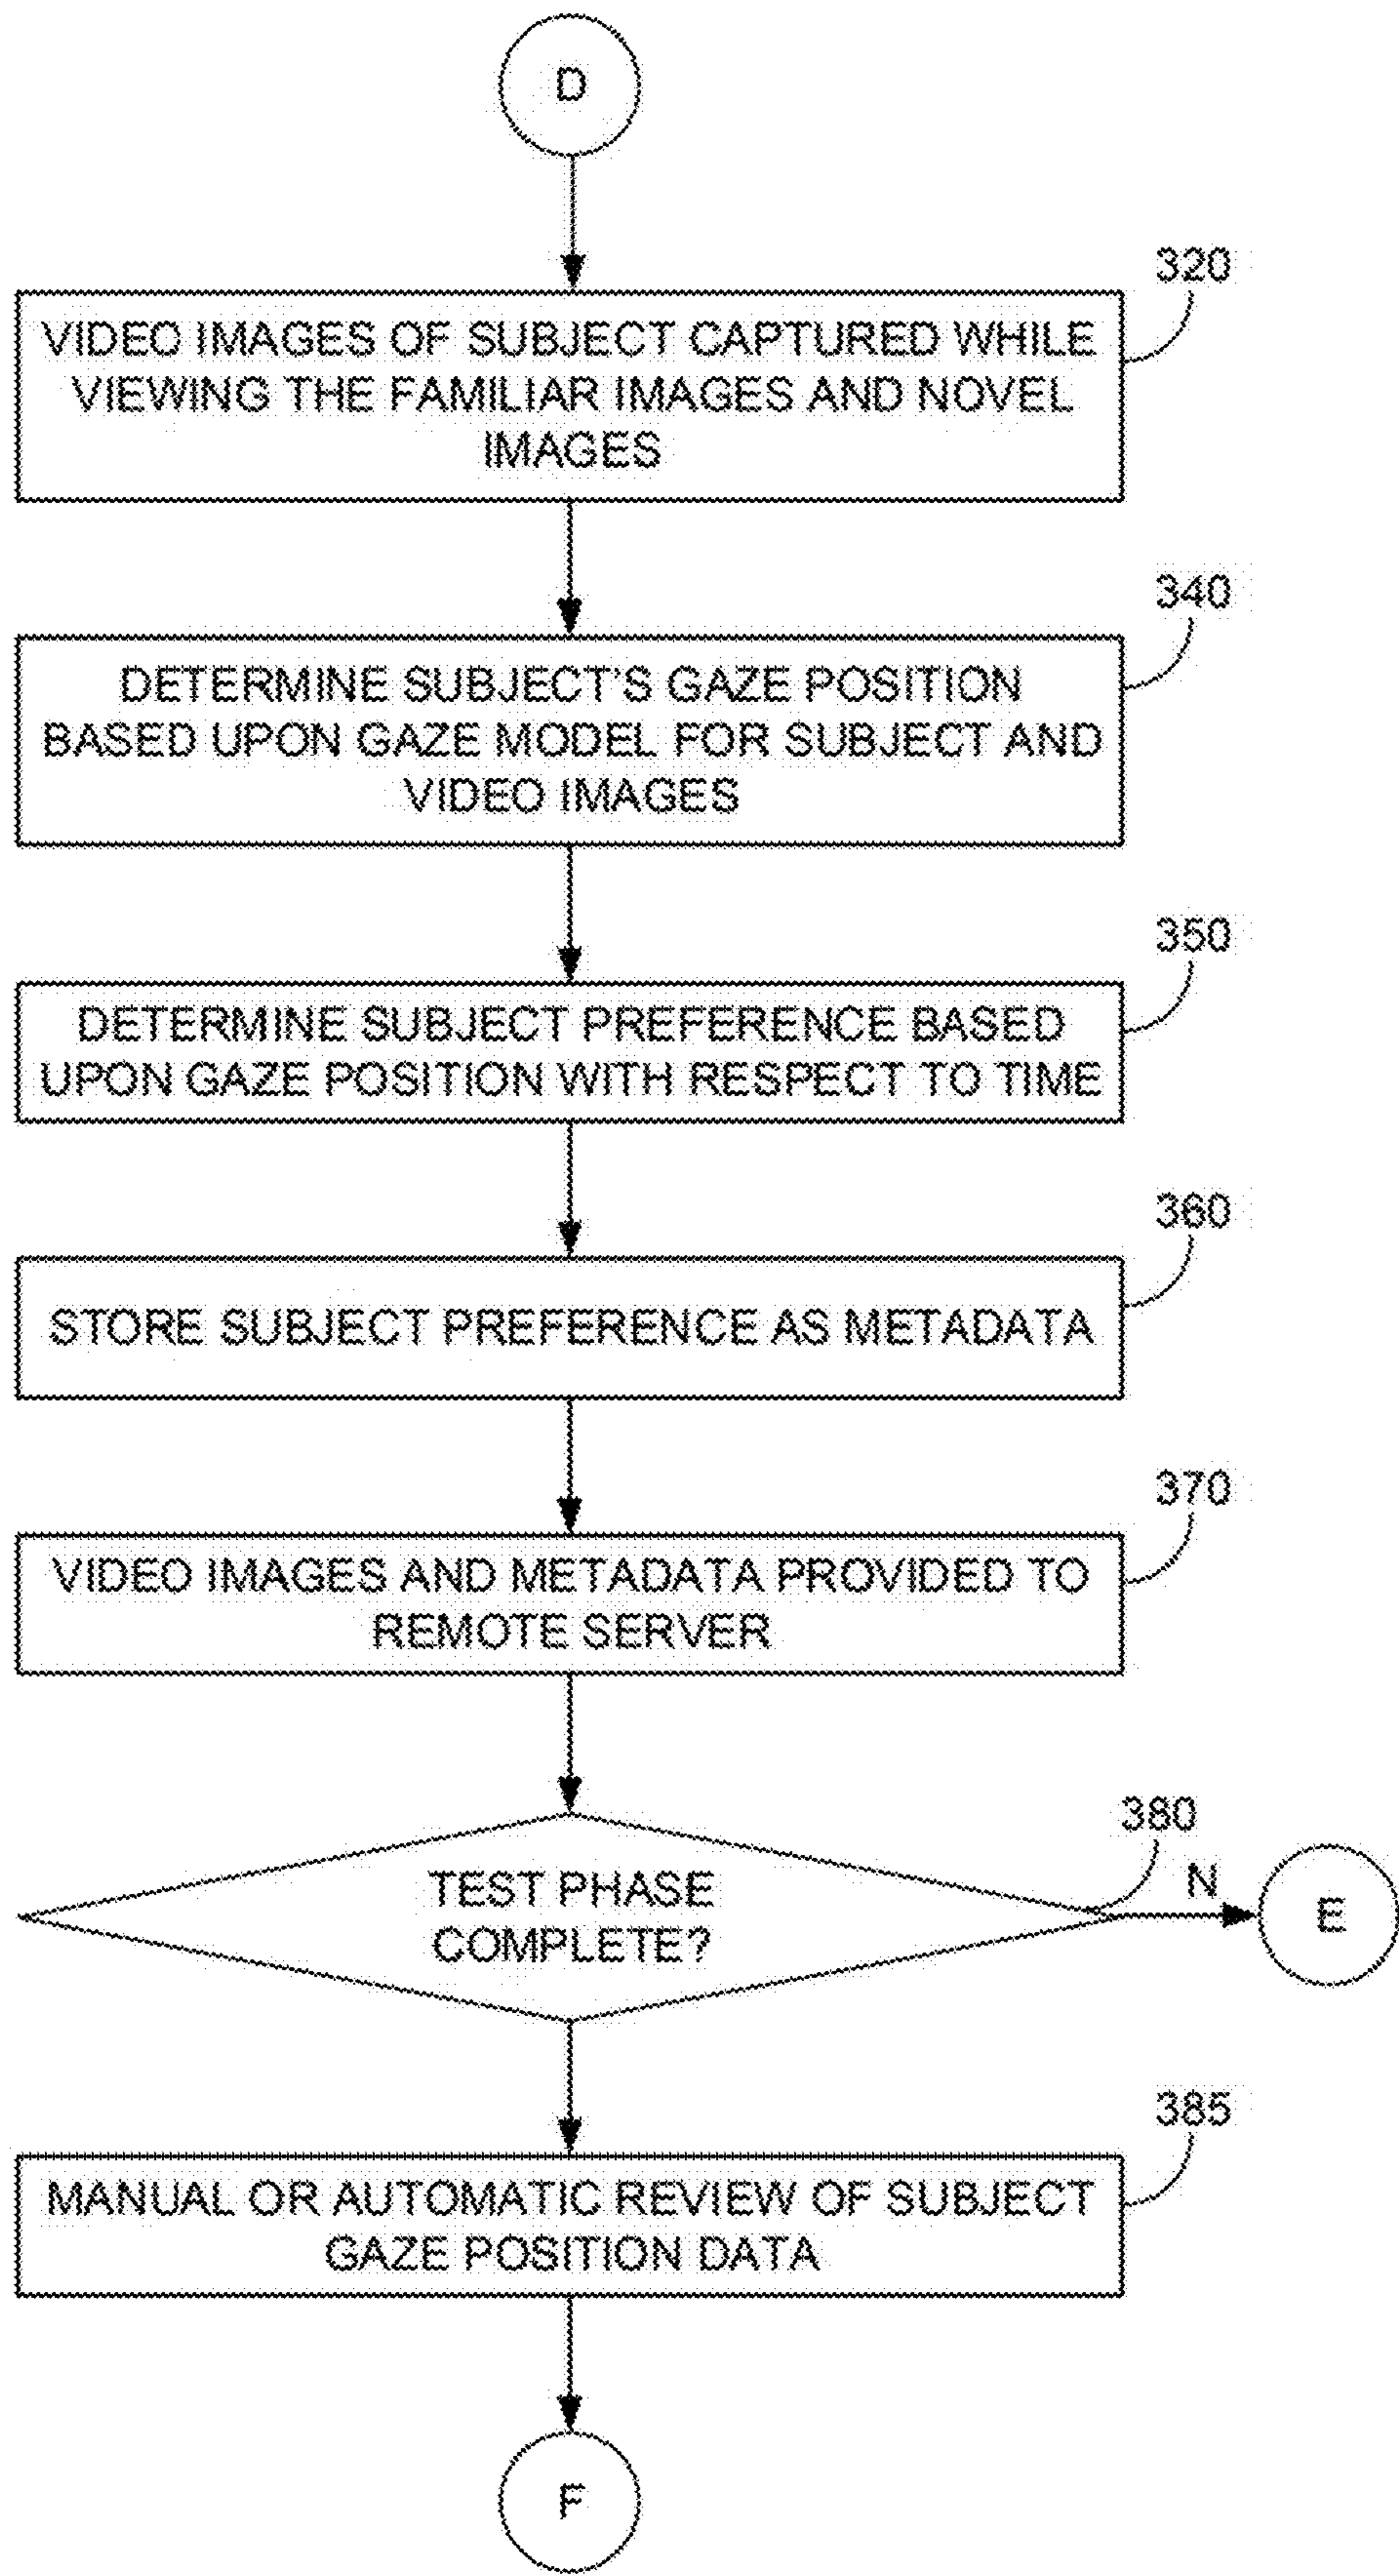 D
320
VIDEO IMAGES OF SUBJECT CAPTURED WHILE
VIEWING THE FAMILIAR IMAGES AND NOVEL
IMAGES
340
DETERMINE SUBJECT'S GAZE POSITION
BASED UPON GAZE MODEL FOR SUBJECT AND
VIDEO IMAGES
350
DETERMINE SUBJECT PREFERENCE BASED
UPON GAZE POSITION WITH RESPECT TO TIME
360
STORE SUBJECT PREFERENCE AS METADATA
370
VIDEO IMAGES AND METADATA PROVIDED TO
REMOTE SERVER
380
TEST PHASE
COMPLETE?
N
E
385
MANUAL OR AUTOMATIC REVIEW OF SUBJECT
GAZE POSITION DATA
F